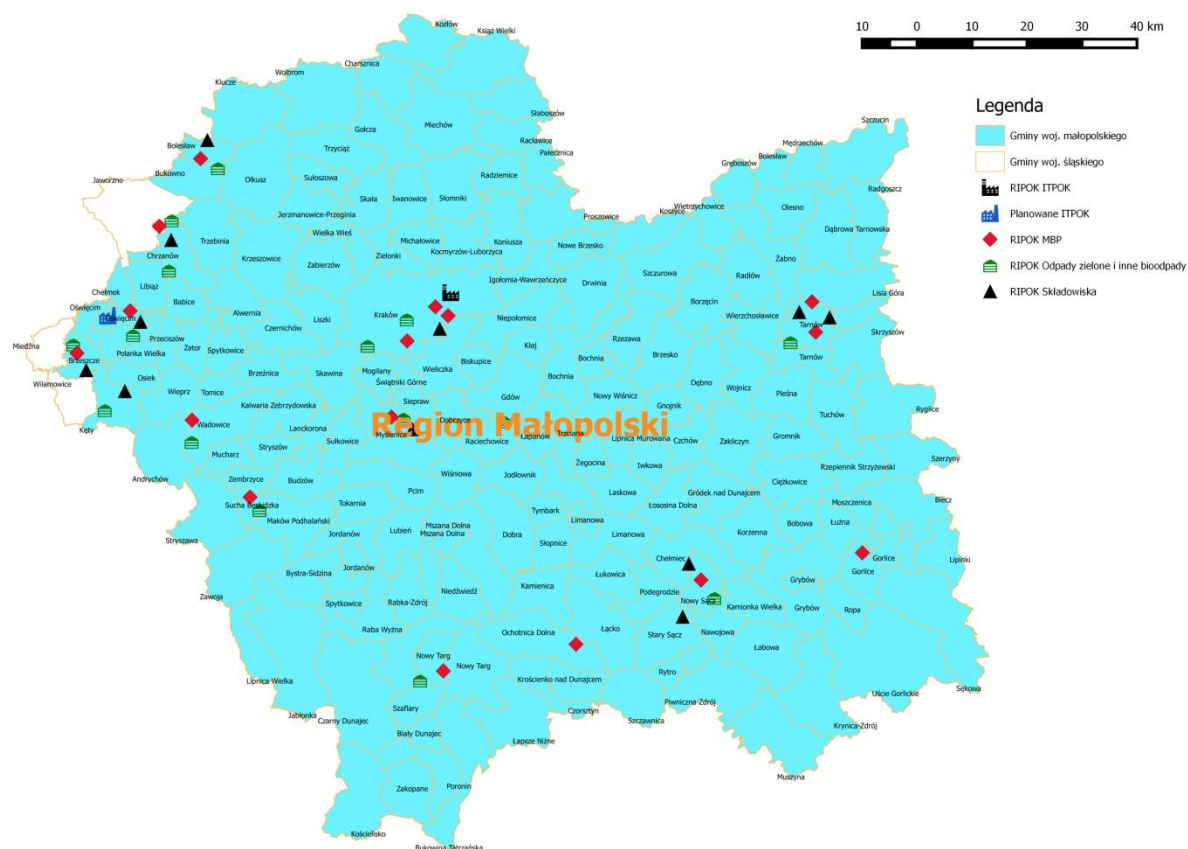 10 0 10 20 30 40 km
Legenda
Gminy woj. małopolskiego
Gminy woj. śląskiego
RIPOK ITPOK
Planowane ITPOK
RIPOK MBP
RIPOK Odpady zielone i inne bioodpady
RIPOK Składowiska
Kozłów
Książ Wielki
Charsznica
Wolbrom
Klucze
Słaboszów
Miechów
Gołcza
Racławice
Pałecznica
Szczucin
Mędrzechów
Bolesław
Gręboszów
Bolesław
Trzyciąż
Bukowno
Olkusz
Sułoszowa
Radziemice
Jaworzno
Skała
Iwanowice
Słomniki
Radgoszcz
Wietrzychowice
Olesno
Koszyce
Proszowice
Jerzmanowice-Przeginia
Wielka Wieś
Dąbrowa Tarnowska
Trzebinia
Michałowice
Koniusza
Nowe Brzesko
Kocmyrzów-Luborzyca
Zielonki
Chrzanów
Krzeszowice
Zabierzów
Żabno
Szczurowa
Radłów
Igołomia-Wawrzeńczyce
Drwinia
Libiąż
Chełmek
Lisia Góra
Babice
Borzęcin
Oświęcim
Oświęcim
Alwernia
Liszki
Kraków
Niepołomice
Wierzchosławice
Tarnów
Skrzyszów
Czernichów
Przeciszów
Rzezawa
Miedźna
Polanka Wielka
Zator
Spytkowice
Kłaj
Brzesko
Tarnów
Brzeszcze
Bochnia
Biskupice
Wieliczka
Brzeźnica
Skawina
Mogilany
Bochnia
Osiek
Wilamowice
Świątniki Górne
Dębno
Wojnicz
Wieprz
Tomice
Gdów
Nowy Wiśnicz
Pleśna
Siepraw
Kalwaria Zebrzydowska
Gnojnik
Ryglice
Tuchów
Region Małopolski
Kęty
Wadowice
Lanckorona
Myślenice
Dobczyce
Łapanów
Trzciana
Gromnik
Sułkowice
Raciechowice
Lipnica Murowana
Czchów
Zakliczyn
Stryszów
Mucharz
Szerzyny
Żegocina
Iwkowa
Rzepiennik Strzyżewski
Andrychów
Zembrzyce
Budzów
Wiśniowa
Jodłownik
Laskowa
Ciężkowice
Pcim
Gródek nad Dunajcem
Biecz
Tokarnia
Sucha Beskidzka
Łososina Dolna
Moszczenica
Tymbark
Maków Podhalański
Limanowa
Mszana Dolna
Bobowa
Łużna
Jordanów
Lubień
Mszana Dolna
Dobra
Limanowa
Korzenna
Stryszawa
Słopnice
Chełmiec
Gorlice
Lipinki
Jordanów
Bystra-Sidzina
Gorlice
Łukowica
Grybów
Kamienica
Niedźwiedź
Podegrodzie
Zawoja
Nowy Sącz
Spytkowice
Rabka-Zdrój
Kamionka Wielka
Grybów
Ropa
Raba Wyżna
Łącko
Ochotnica Dolna
Stary Sącz
Nawojowa
Łabowa
Nowy Targ
Nowy Targ
Rytro
Lipnica Wielka
Krościenko nad Dunajcem
Sękowa
Uście Gorlickie
Piwniczna-Zdrój
Szaflary
Czorsztyn
Jabłonka
Czarny Dunajec
Szczawnica
Krynica-Zdrój
Biały Dunajec
Łapsze Niżne
Muszyna
Zakopane
Poronin
Kościelisko
Bukowina Tatrzańska